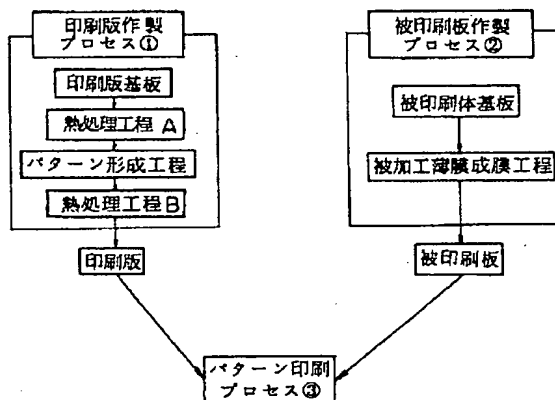 印刷版作製
プロセス①
印刷版基板
熱処理工程A
パターン形成工程
熱処理工程B
印刷版
被印刷板作製
プロセス②
被印刷体基板
被加工薄膜成膜工程
被印刷板
パターン印刷
プロセス③